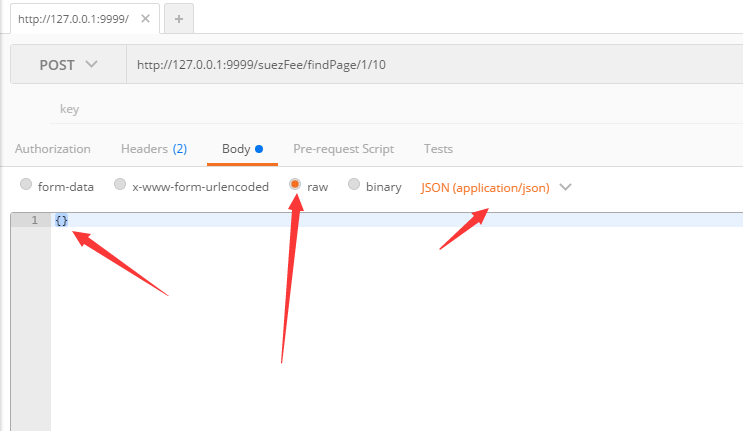 http://127.0.0.1:9999/
POST http://127.0.0.1:9999/suezFee/findPage/1/10
key
Authorization Headers (2) Body Pre-request Script Tests
form-data x-www-form-urlencoded raw binary JSON (application/json)
1 {}